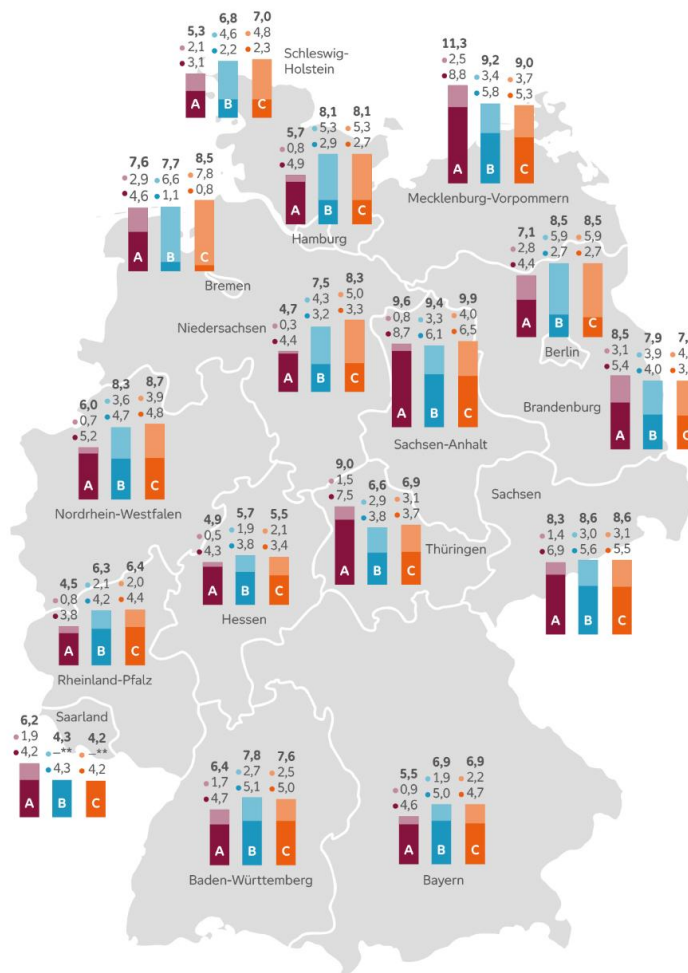 5,3 6,8 7,0
2,1 4,6 4,8
3,1 2,2 2,3
A B C
Schleswig-
Holstein
11,3 9,2 9,0
2,5 3,4 3,7
8,8 5,8 5,3
A B C
Mecklenburg-Vorpommern
5,7 8,1 8,1
0,8 5,3 5,3
4,9 2,9 2,7
A B C
Hamburg
7,6 7,7 8,5
2,9 6,6 7,8
4,6 1,1 0,8
A B C
Bremen
7,1 8,5 8,5
2,8 5,9 5,9
4,4 2,7 2,7
A B C
Berlin
4,7 7,5 8,3
0,3 4,3 5,0
4,4 3,2 3,3
A B C
Niedersachsen
9,6 9,4 9,9
0,8 3,3 4,0
8,7 6,1 6,5
A B C
Sachsen-Anhalt
8,5 7,9 7,
3,1 3,9 4,
5,4 4,0 3,
A B C
Brandenburg
6,0 8,3 8,7
0,7 3,6 3,9
5,2 4,7 4,8
A B C
Nordrhein-Westfalen
9,0 6,6 6,9
1,5 2,9 3,1
7,5 3,8 3,7
A B C
Thüringen
Sachsen
8,3 8,6 8,6
1,4 3,0 3,1
6,9 5,6 5,5
A B C
4,9 5,7 5,5
0,5 1,9 2,1
4,3 3,8 3,4
A B C
Hessen
4,5 6,3 6,4
0,8 2,1 2,0
3,8 4,2 4,4
A B C
Rheinland-Pfalz
Saarland
6,2 4,3 4,2
1,9 –** –**
4,2 4,3 4,2
A B C
6,4 7,8 7,6
1,7 2,7 2,5
4,7 5,1 5,0
A B C
Baden-Württemberg
5,5 6,9 6,9
0,9 1,9 2,2
4,6 5,0 4,7
A B C
Bayern